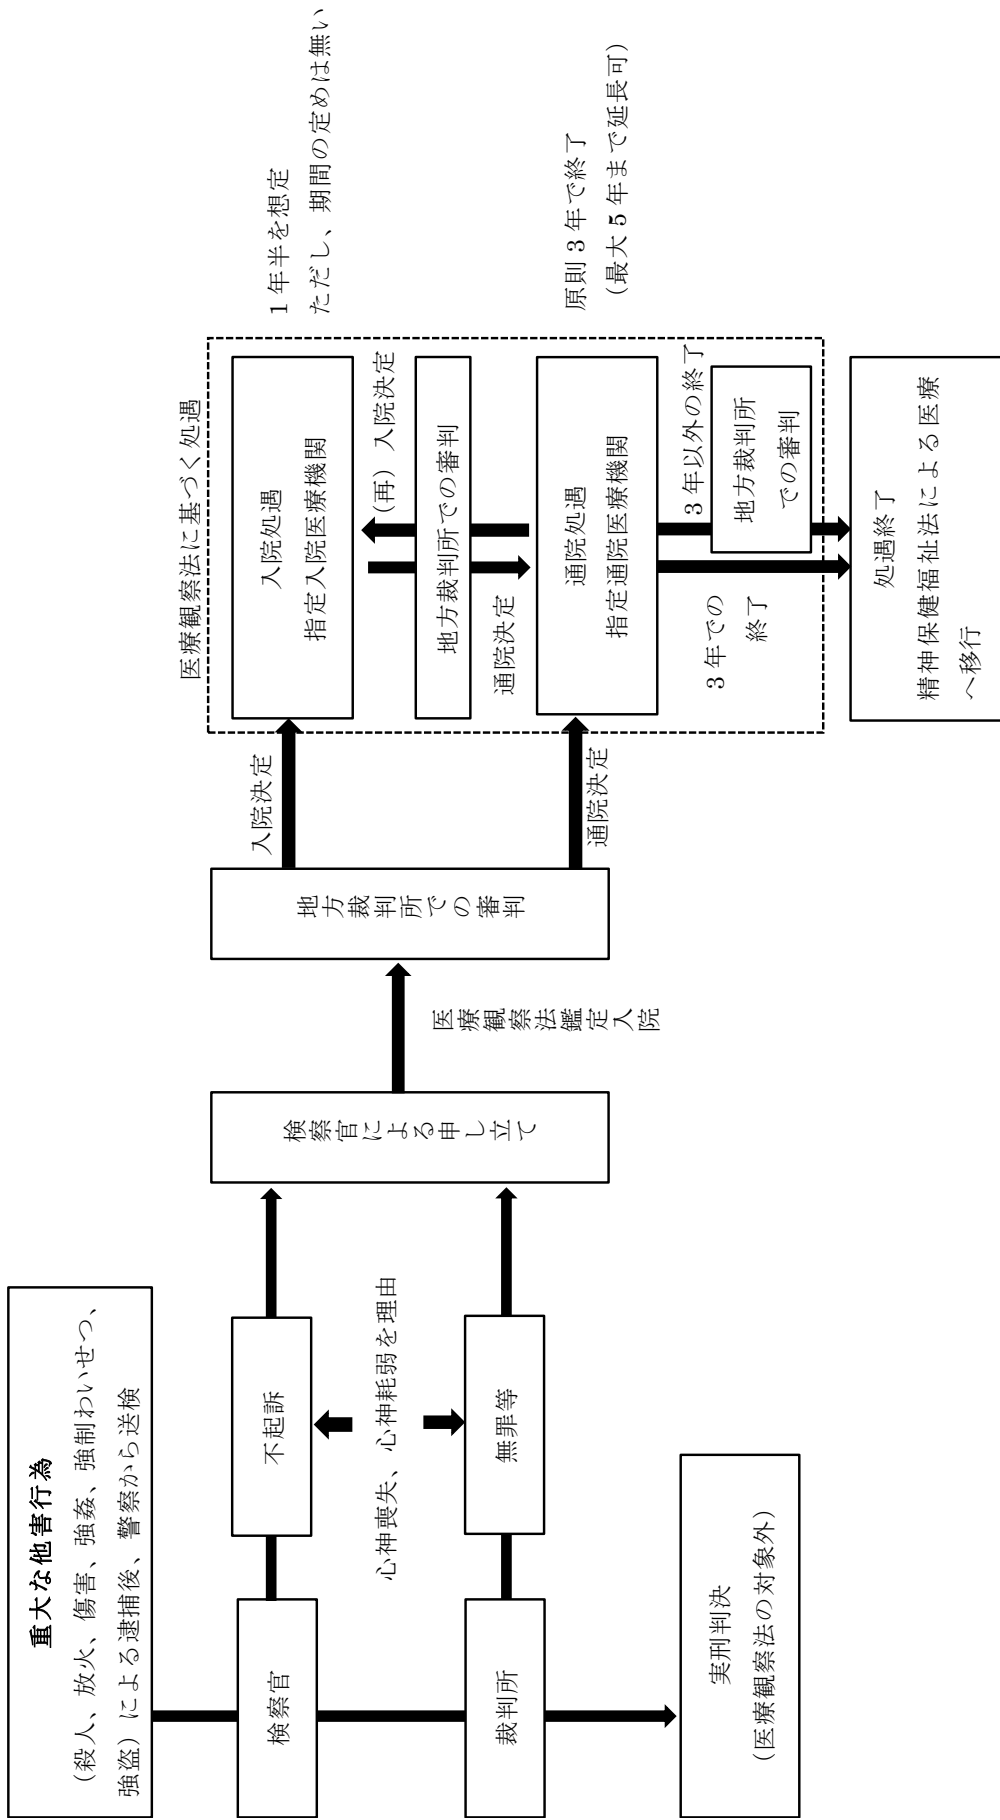 重大な他害行為
(殺人、放火、傷害、強姦、強制わいせつ、
強盗)による逮捕後、警察から送検
検察官
不起訴
心神喪失、心神耗弱を理由
裁判所
無罪等
実刑判決
(医療観察法の対象外)
検察官による申し立て
医療観察法鑑定入院
地方裁判所での審判
入院決定
通院決定
医療観察法に基づく処遇
入院処遇
指定入院医療機関
(再)入院決定
地方裁判所での審判
通院決定
通院処遇
指定通院医療機関
3年以外の終了
地方裁判所
での審判
3年での
終了
処遇終了
精神保健福祉法による医療
へ移行
1年半を想定
ただし、期間の定めは無い
原則3年で終了
(最大5年まで延長可)